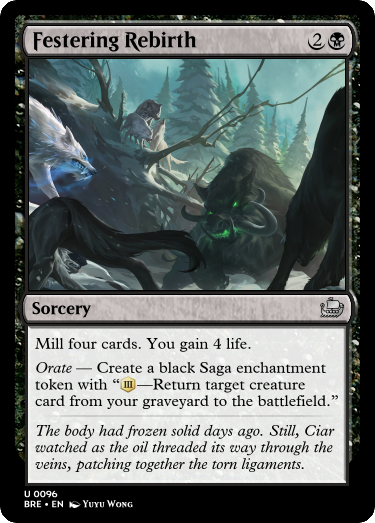 Festering Rebirth 2
Sorcery
Mill four cards. You gain 4 life.
Orate — Create a black Saga enchantment
token with “III—Return target creature
card from your graveyard to the battlefield.”
The body had frozen solid days ago. Still, Ciar
watched as the oil threaded its way through the
veins, patching together the torn ligaments.
U 0096
BRE • EN Yuyu Wong